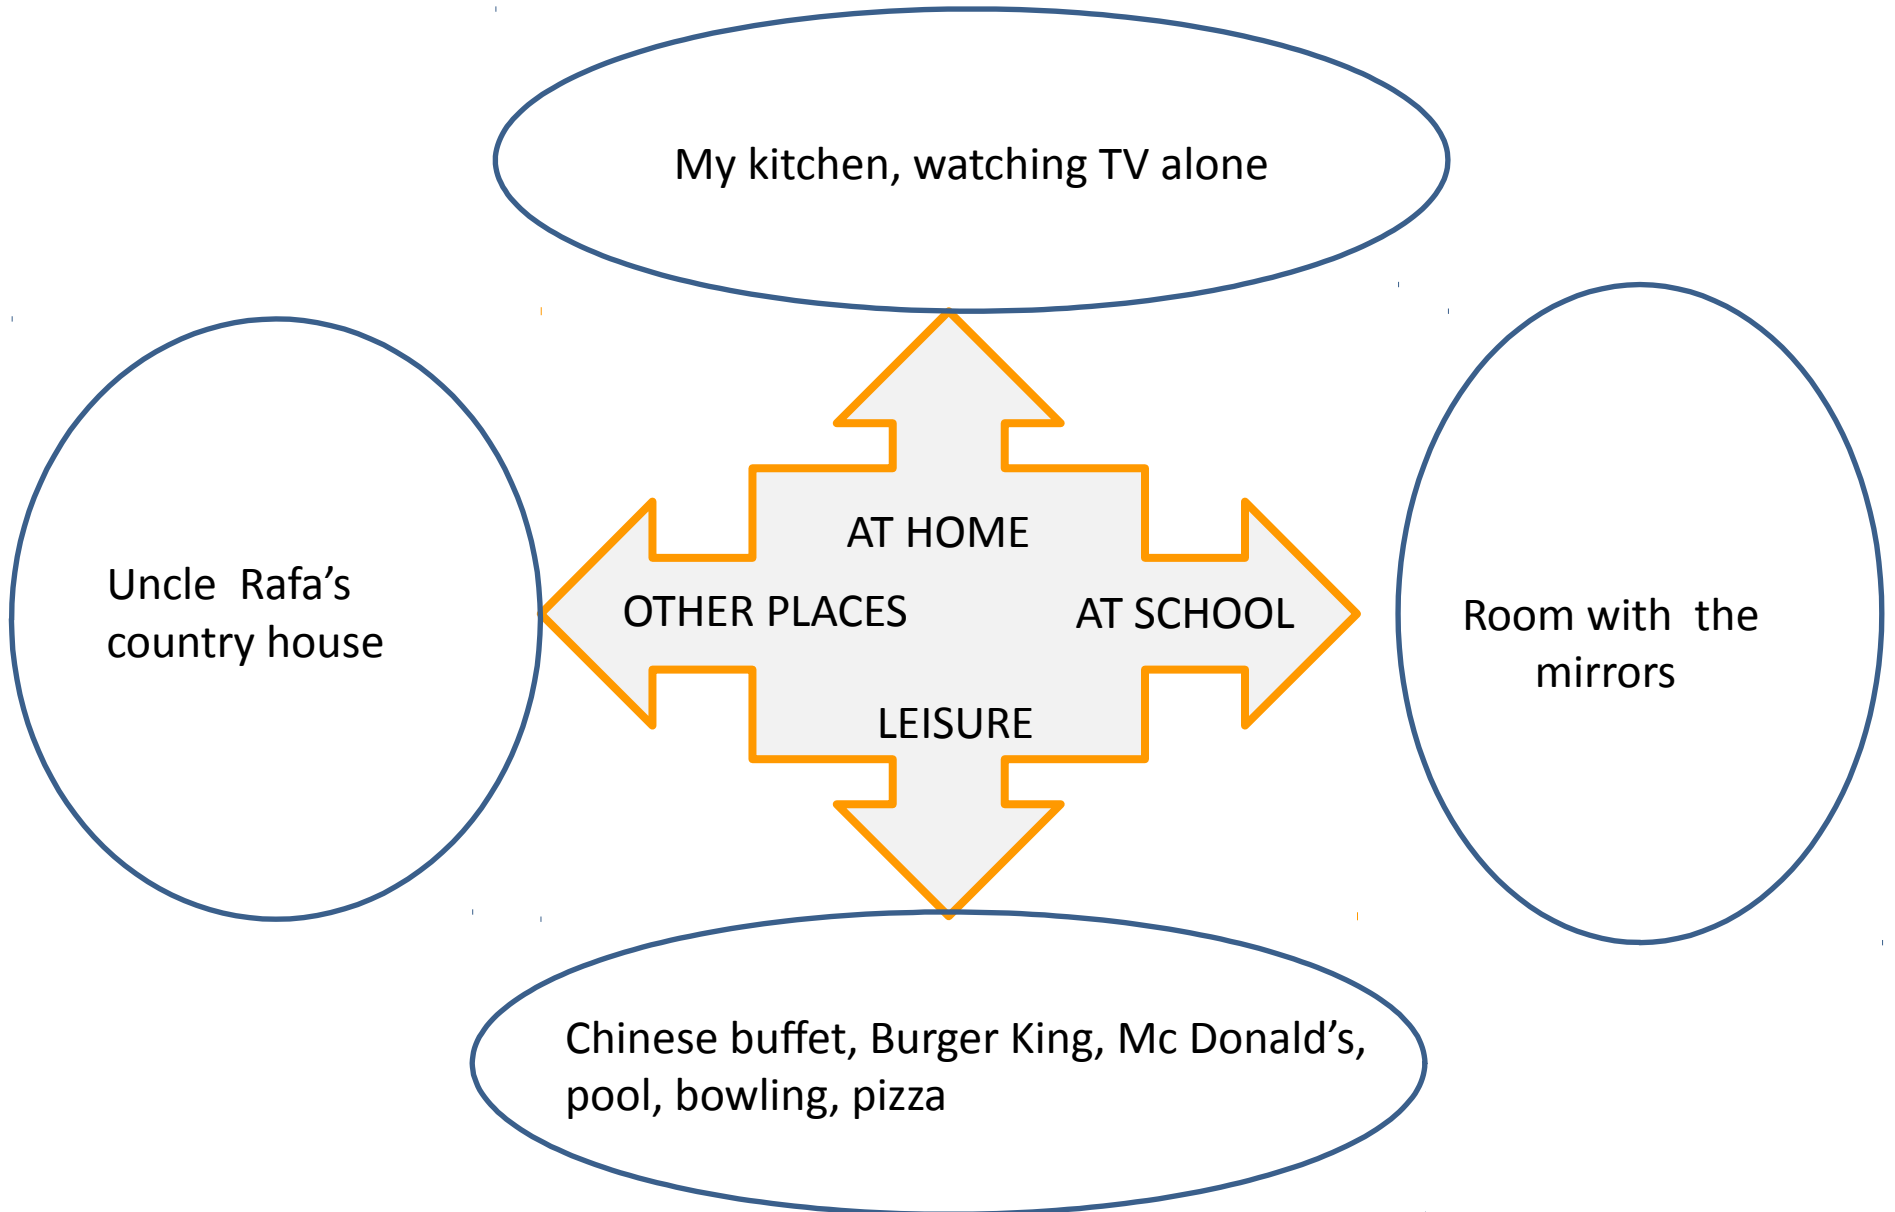 My kitchen, watching TV alone
Uncle  Rafa’s
country house
AT HOME
OTHER PLACES
AT SCHOOL
LEISURE
Room with  the
mirrors
Chinese buffet, Burger King, Mc Donald’s,
pool, bowling, pizza